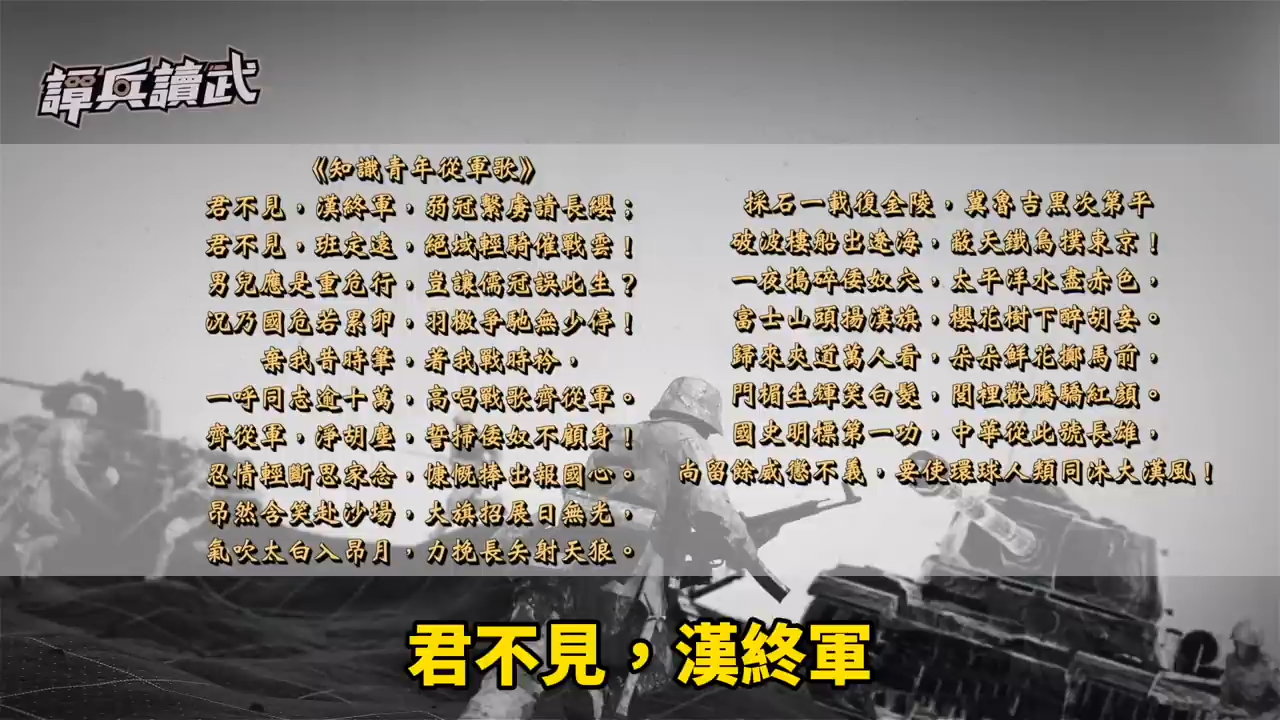 譚兵讀武
《知識青年從軍歌》
君不見，漢終軍，弱冠繫虜請長纓；
君不見，班定遠，絕域輕騎催戰雲！
男兒應是重危行，豈讓儒冠誤此生？
況乃國危若累卵，羽檄爭馳無少停！
棄我昔時筆，著我戰時衿，
一呼同志逾十萬，高唱戰歌齊從軍。
齊從軍，淨胡塵，誓掃倭奴不顧身！
忍情輕斷思家念，慷慨捧出報國心。
昂然含笑赴沙場，大旗招展日無光，
氣吹太白入昂月，力挽長矢射天狼。
採石一載復金陵，冀魯吉黑次第平
破波樓船出遼海，蔽天鐵鳥撲東京！
一夜搗碎倭奴穴，太平洋水盡赤色，
富士山頭揚漢旗，櫻花樹下醉胡妾。
歸來夾道萬人看，朵朵鮮花擲馬前，
門楣生輝笑白髮，閭裡歡騰驕紅顏。
國史明標第一功，中華從此號長雄，
尚留餘威懲不義，要使環球人類同沐大漢風！
君不見，漢終軍